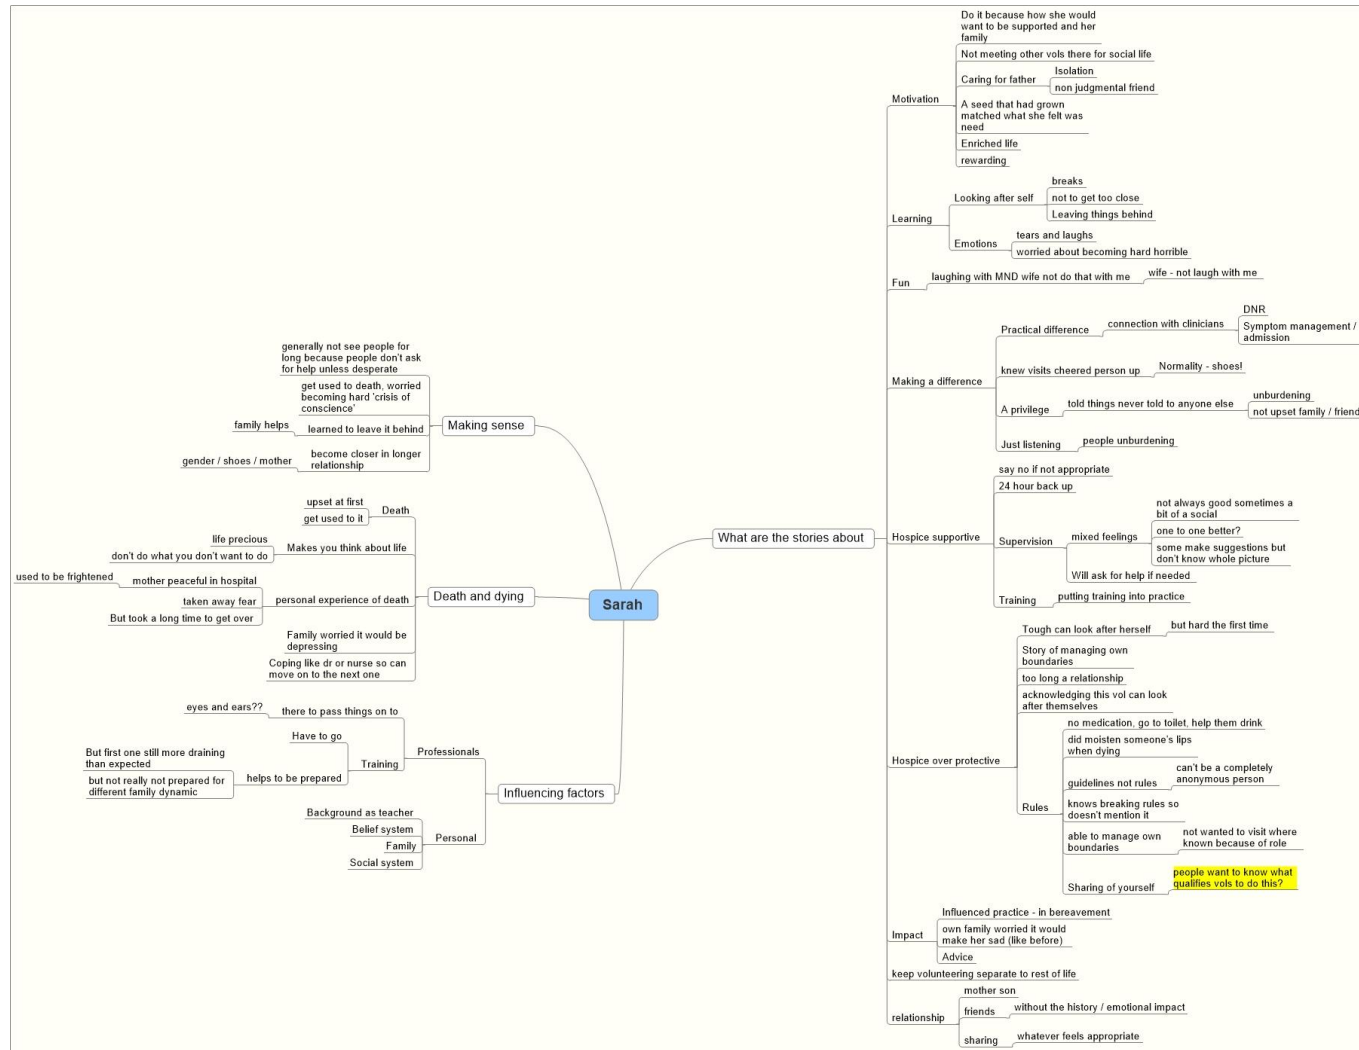 Sarah
What are the stories about
Motivation
Do it because how she would
want to be supported and her
family
Not meeting other vols there for social life
Caring for father
Isolation
non judgmental friend
A seed that had grown
matched what she felt was
need
Enriched life
rewarding
Learning
Looking after self
breaks
not to get too close
Leaving things behind
Emotions
tears and laughs
worried about becoming hard horrible
Fun
laughing with MND wife not do that with me
wife - not laugh with me
Making a difference
Practical difference
connection with clinicians
DNR
Symptom management /
admission
knew visits cheered person up
Normality - shoes!
A privilege
told things never told to anyone else
unburdening
not upset family / friend
Just listening
people unburdening
Hospice supportive
say no if not appropriate
24 hour back up
Supervision
mixed feelings
not always good sometimes a
bit of a social
one to one better?
some make suggestions but
don't know whole picture
Will ask for help if needed
Training
putting training into practice
Hospice over protective
Tough can look after herself
but hard the first time
Story of managing own
boundaries
too long a relationship
acknowledging this vol can look
after themselves
Rules
no medication, go to toilet, help them drink
did moisten someone's lips
when dying
guidelines not rules
can't be a completely
anonymous person
knows breaking rules so
doesn't mention it
able to manage own
boundaries
not wanted to visit where
known because of role
Sharing of yourself
people want to know what
qualifies vols to do this?
Impact
Influenced practice - in bereavement
own family worried it would
make her sad (like before)
Advice
keep volunteering separate to rest of life
relationship
mother son
friends
without the history / emotional impact
sharing
whatever feels appropriate
Making sense
generally not see people for
long because people don't ask
for help unless desperate
get used to death, worried
becoming hard 'crisis of
conscience'
learned to leave it behind
family helps
become closer in longer
relationship
gender / shoes / mother
Death and dying
Death
upset at first
get used to it
Makes you think about life
life precious
don't do what you don't want to do
personal experience of death
mother peaceful in hospital
used to be frightened
taken away fear
But took a long time to get over
Family worried it would be
depressing
Coping like dr or nurse so can
move on to the next one
Influencing factors
Professionals
there to pass things on to
eyes and ears??
Training
Have to go
helps to be prepared
But first one still more draining
than expected
but not really not prepared for
different family dynamic
Personal
Background as teacher
Belief system
Family
Social system